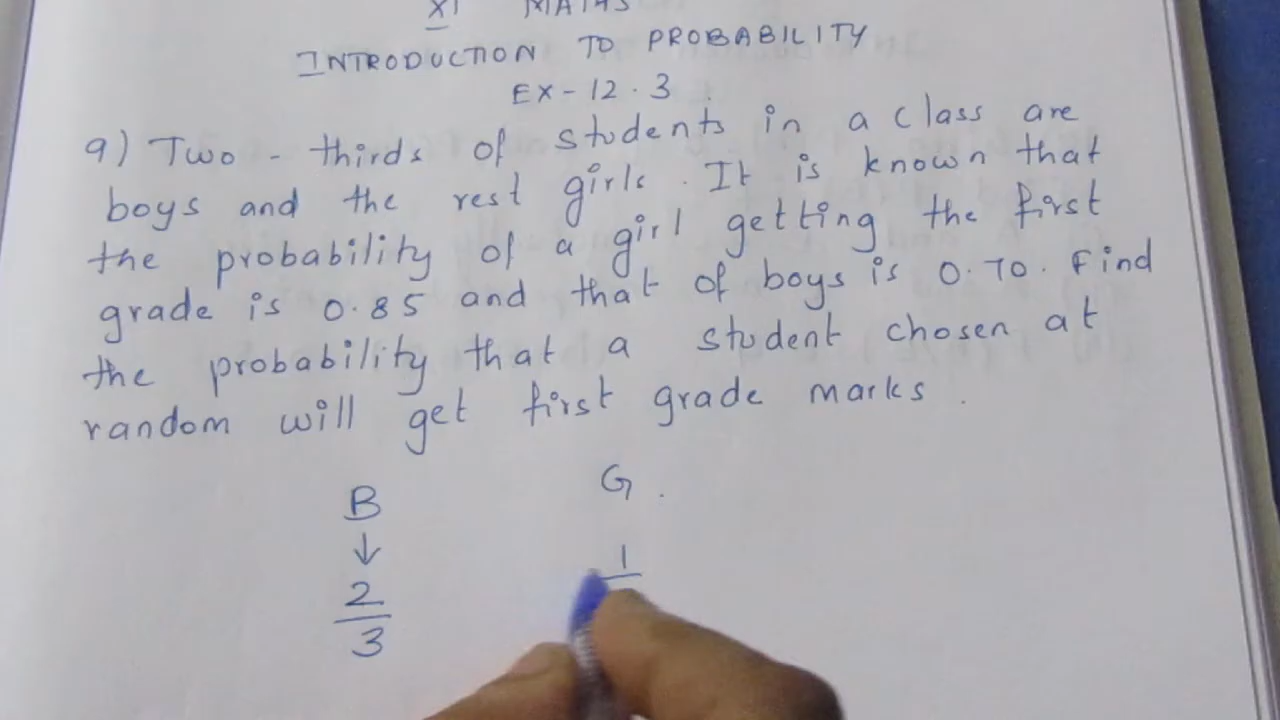 XI MATHS
INTRODUCTION TO PROBABILITY
EX-12.3
9) Two - thirds of students in a class are
boys and the rest girls. It is known that
the probability of a girl getting the first
grade is 0.85 and that of boys is 0.70. Find
the probability that a student chosen at
random will get first grade marks.
B G.
↓
2 1
3